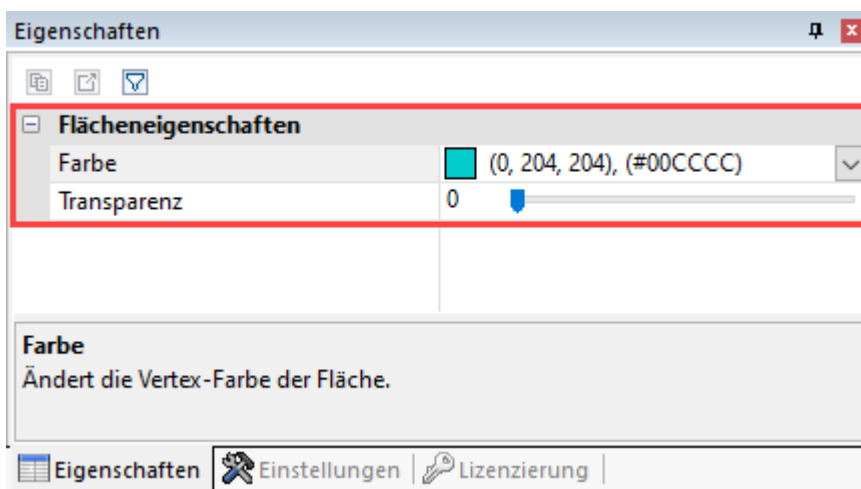 Eigenschaften
Flächeneigenschaften
Farbe (0, 204, 204), (#00CCCC)
Transparenz 0
Farbe
Ändert die Vertex-Farbe der Fläche.
Eigenschaften Einstellungen Lizenzierung